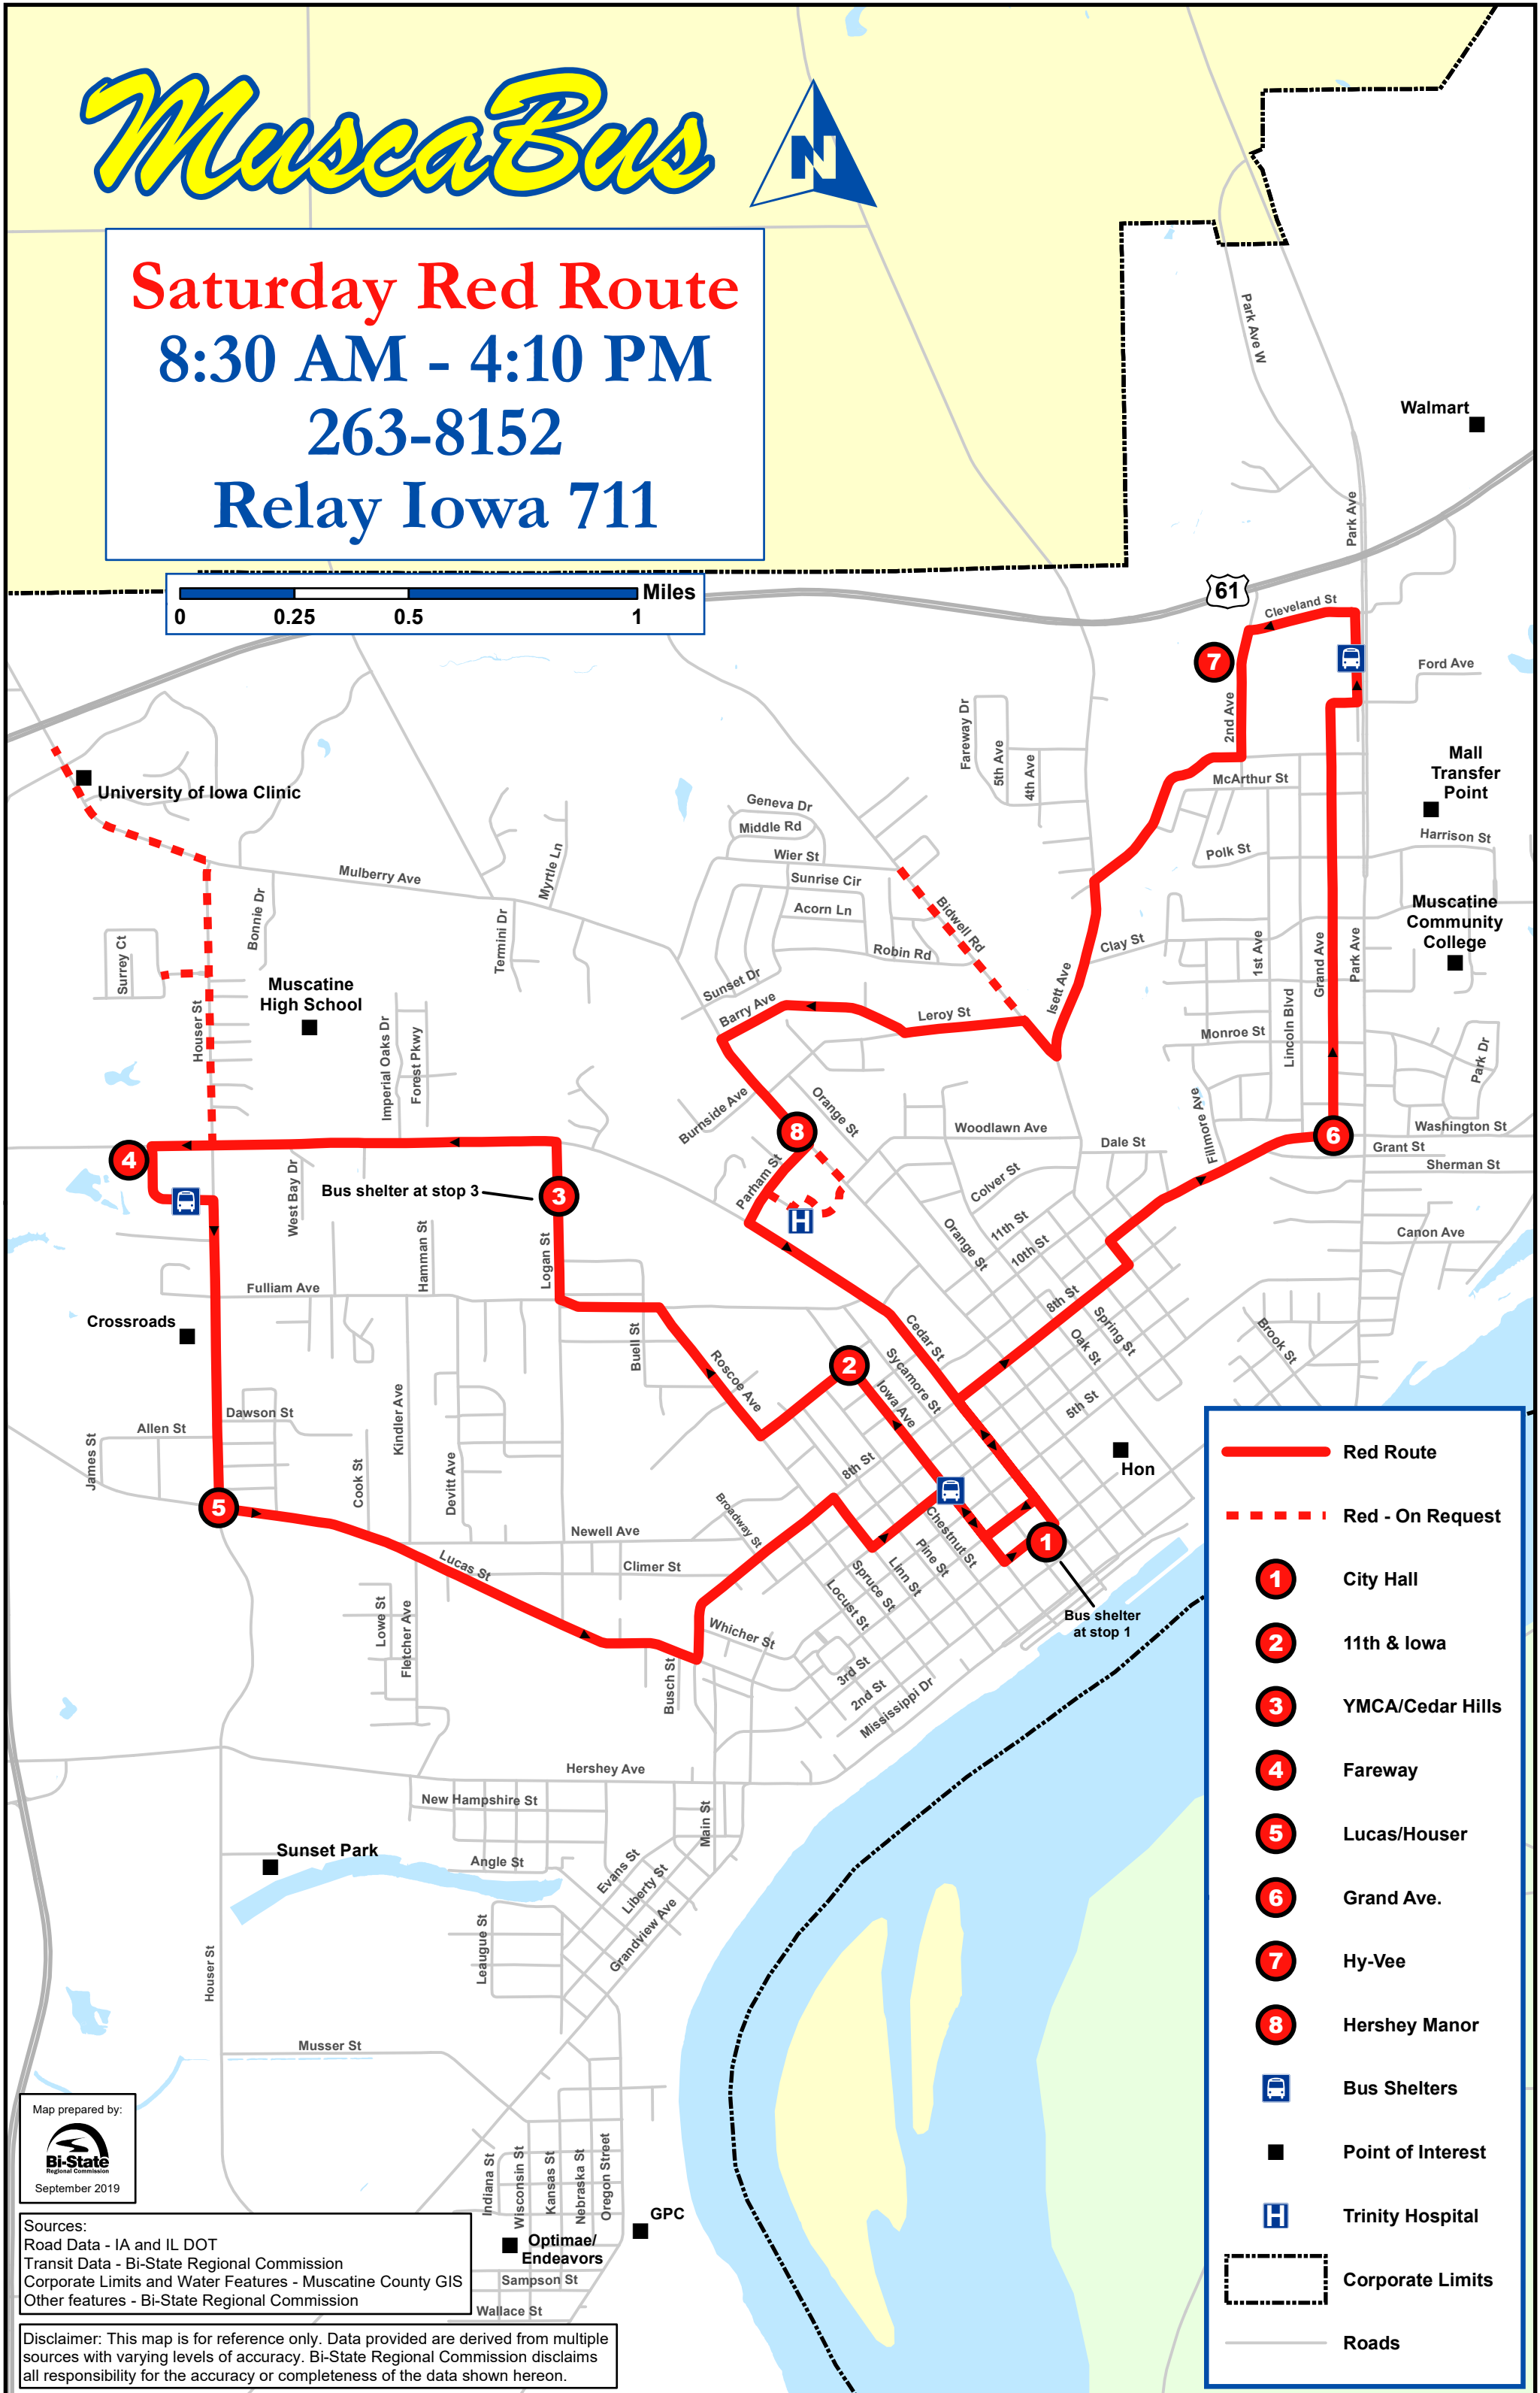 MuscaBus
N
Saturday Red Route
8:30 AM - 4:10 PM
263-8152
Relay Iowa 711
Miles
0 0.25 0.5 1
Park Ave W
Walmart
Park Ave
61
Cleveland St
7
Ford Ave
2nd Ave
Fareway Dr
5th Ave
4th Ave
McArthur St
Mall
Transfer
Point
Harrison St
Polk St
University of Iowa Clinic
Geneva Dr
Middle Rd
Wier St
Sunrise Cir
Acorn Ln
Robin Rd
Bidwell Rd
Mulberry Ave
Myrtle Ln
Bonnie Dr
Termini Dr
Surrey Ct
Muscatine
High School
Houser St
Imperial Oaks Dr
Forest Pkwy
Sunset Dr
Barry Ave
Leroy St
Isett Ave
Clay St
1st Ave
Grand Ave
Park Ave
Muscatine
Community
College
Lincoln Blvd
Monroe St
Park Dr
Burnside Ave
Orange St
8
Woodlawn Ave
Dale St
Fillmore Ave
6
Washington St
Grant St
Sherman St
4
West Bay Dr
Bus shelter at stop 3
3
Parham St
H
Colver St
11th St
10th St
Orange St
Canon Ave
Hamman St
Logan St
Fulliam Ave
Crossroads
Buell St
Roscoe Ave
2
Cedar St
Sycamore St
Iowa Ave
8th St
Spring St
Oak St
5th St
Brook St
Hon
Allen St
Dawson St
James St
Kindler Ave
Cook St
Devitt Ave
8th St
Broadway St
5
Newell Ave
Climer St
Lucas St
Chestnut St
Pine St
Linn St
Spruce St
Locust St
1
Bus shelter
at stop 1
Lowe St
Fletcher Ave
Whicher St
Busch St
3rd St
2nd St
Mississippi Dr
Hershey Ave
New Hampshire St
Main St
Sunset Park
Angle St
Evans St
Liberty St
Grandview Ave
Leaugue St
Houser St
Musser St
Indiana St
Wisconsin St
Kansas St
Nebraska St
Oregon Street
GPC
Optimae/
Endeavors
Sampson St
Wallace St
Red Route
Red - On Request
1 City Hall
2 11th & Iowa
3 YMCA/Cedar Hills
4 Fareway
5 Lucas/Houser
6 Grand Ave.
7 Hy-Vee
8 Hershey Manor
Bus Shelters
Point of Interest
H Trinity Hospital
Corporate Limits
Roads
Map prepared by:
Bi-State
Regional Commission
September 2019
Sources:
Road Data - IA and IL DOT
Transit Data - Bi-State Regional Commission
Corporate Limits and Water Features - Muscatine County GIS
Other features - Bi-State Regional Commission
Disclaimer: This map is for reference only. Data provided are derived from multiple
sources with varying levels of accuracy. Bi-State Regional Commission disclaims
all responsibility for the accuracy or completeness of the data shown hereon.